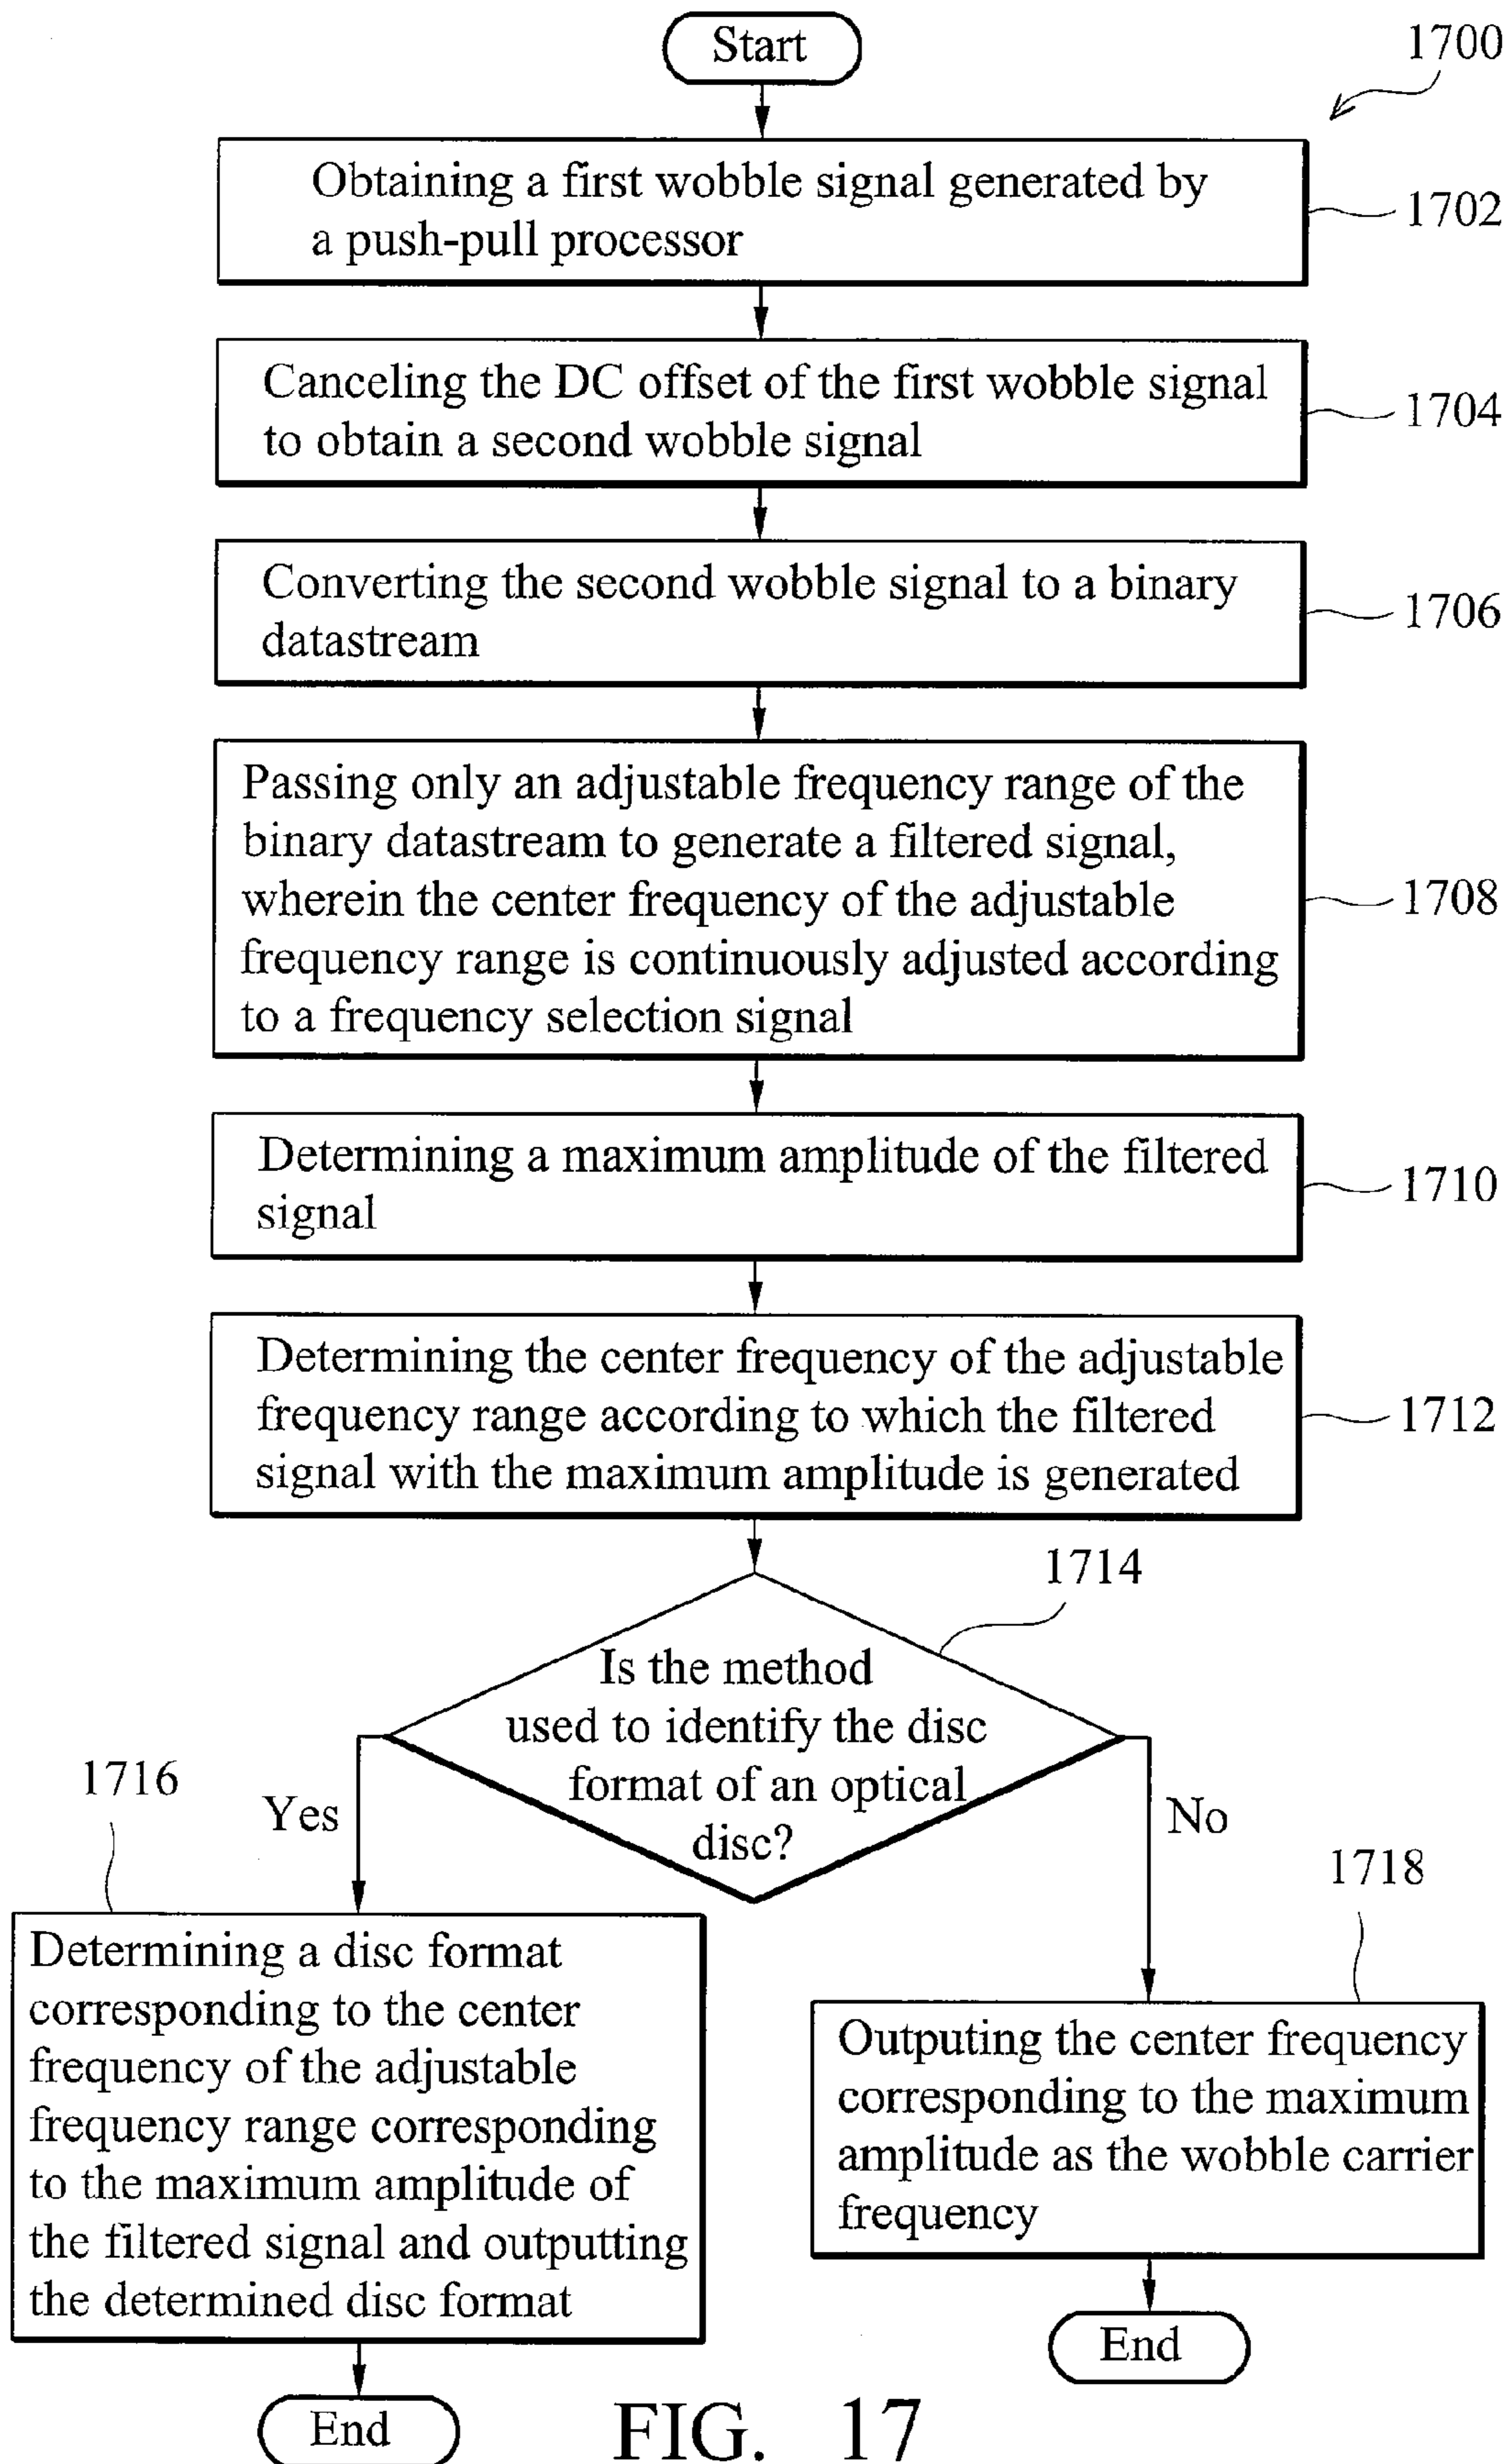 Start
1700
Obtaining a first wobble signal generated by
a push-pull processor
1702
Canceling the DC offset of the first wobble signal
to obtain a second wobble signal
1704
Converting the second wobble signal to a binary
datastream
1706
Passing only an adjustable frequency range of the
binary datastream to generate a filtered signal,
wherein the center frequency of the adjustable
frequency range is continuously adjusted according
to a frequency selection signal
1708
Determining a maximum amplitude of the filtered
signal
1710
Determining the center frequency of the adjustable
frequency range according to which the filtered
signal with the maximum amplitude is generated
1712
1714
Is the method
used to identify the disc
format of an optical
disc?
1716
Yes
No
1718
Determining a disc format
corresponding to the center
frequency of the adjustable
frequency range corresponding
to the maximum amplitude of
the filtered signal and outputting
the determined disc format
Outputing the center frequency
corresponding to the maximum
amplitude as the wobble carrier
frequency
End
End
FIG. 17